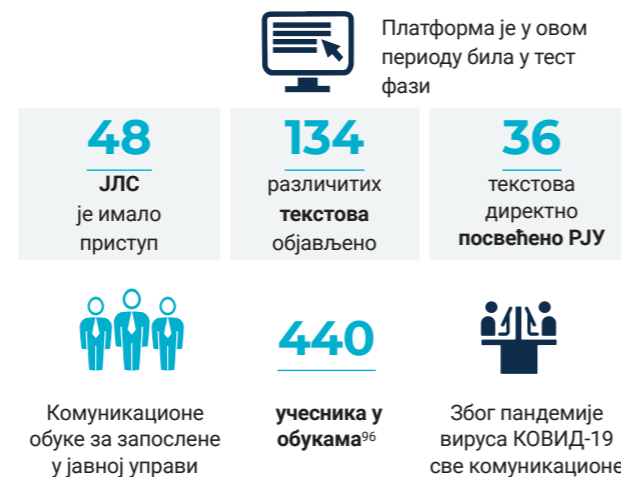 Платформа је у овом
периоду била у тест
фази
48
ЈЛС
је имало
приступ
134
различитих
текстова
објављено
36
текстова
директно
посвећено РЈУ
Комуникационе
обуке за запослене
у јавној управи
440
учесника у
обукама⁹⁶
Због пандемије
вируса КОВИД-19
све комуникационе